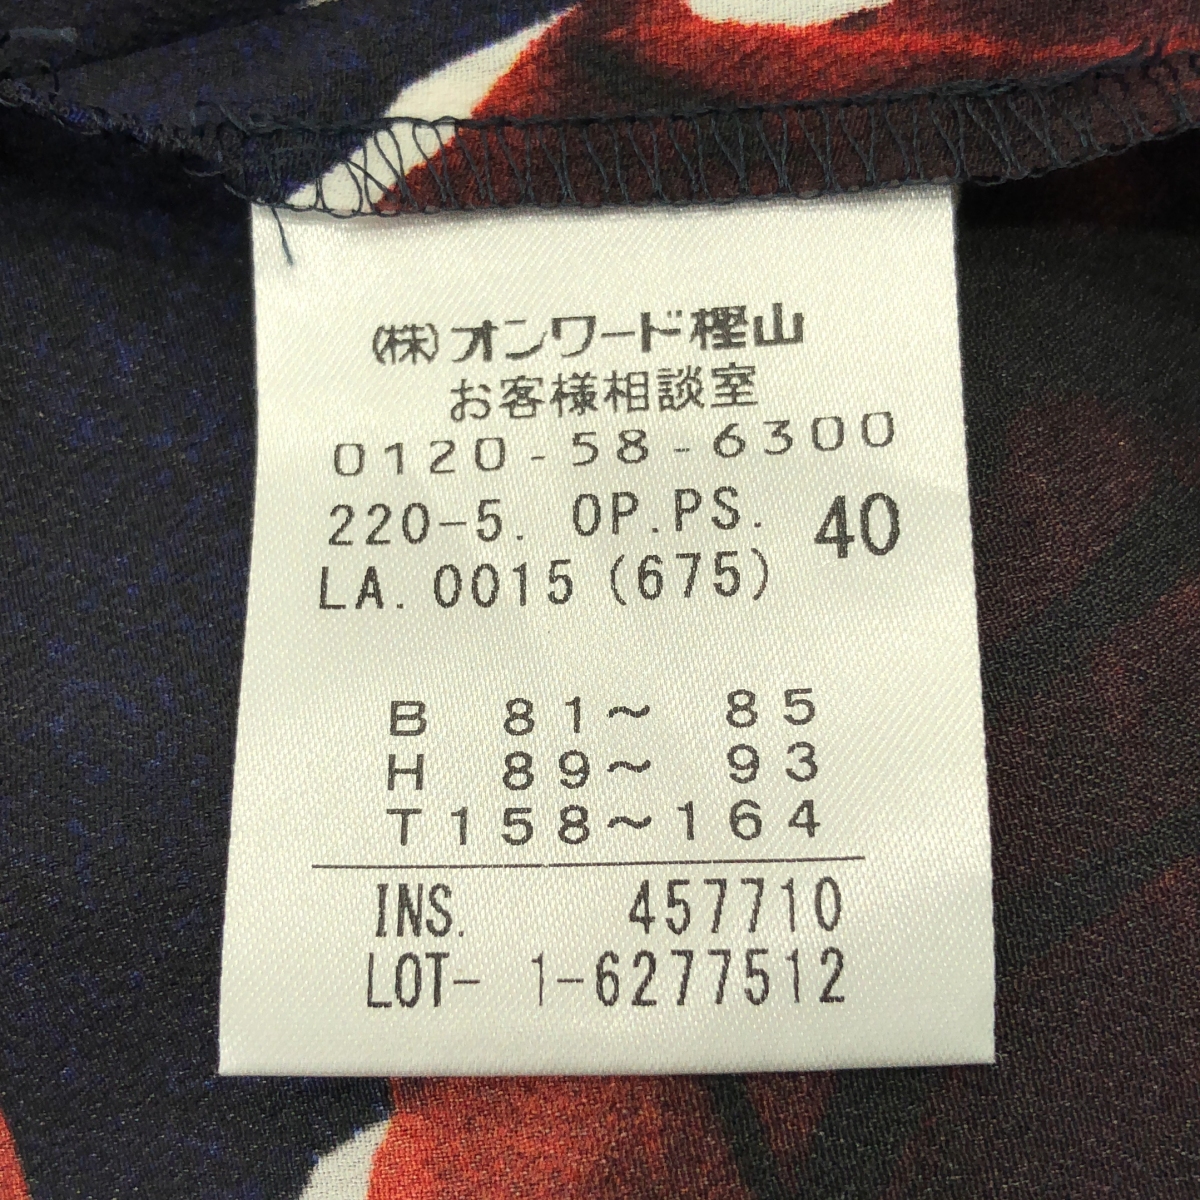 (株)オンワード樫山
お客様相談室
0120-58-6300
220-5. OP.PS. 40
LA. 0015 (675)
B 81～ 85
H 89～ 93
T158～164
INS. 457710
LOT- 1-6277512